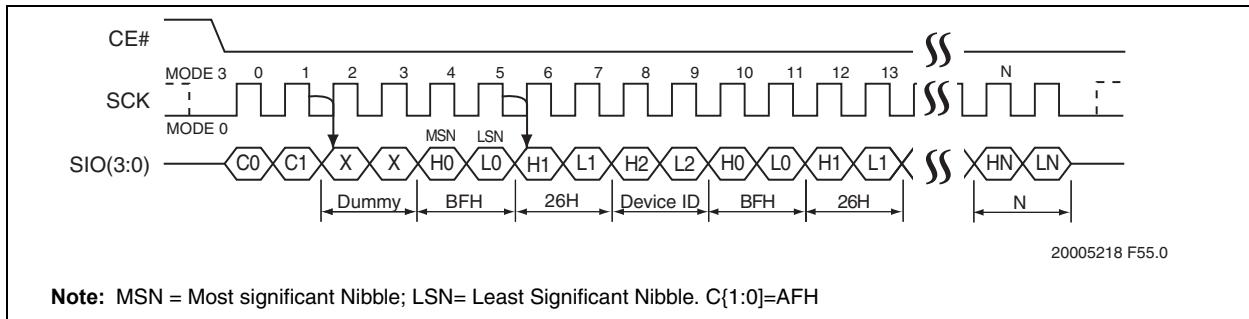 CE#
MODE 3 0 1 2 3 4 5 6 7 8 9 10 11 12 13 N
SCK
MODE 0
MSN LSN
SIO(3:0) C0 C1 X X H0 L0 H1 L1 H2 L2 H0 L0 H1 L1 HN LN
Dummy BFH 26H Device ID BFH 26H N
20005218 F55.0
Note: MSN = Most significant Nibble; LSN= Least Significant Nibble. C{1:0]=AFH